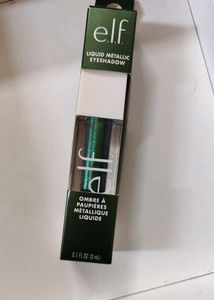 e.l.f.
LIQUID METALLIC
EYESHADOW
elf
OMBRE À
PAUPIÈRES
MÉTALLIQUE
LIQUIDE
0.1 FL OZ (3 mL)